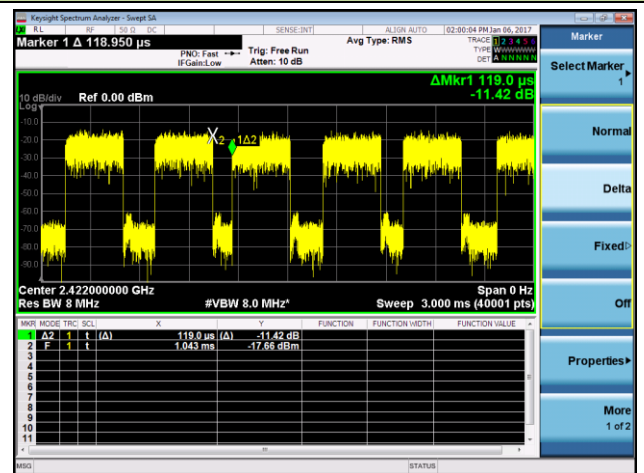 Keysight Spectrum Analyzer - Swept SA
RL RF 50 Ω DC SENSE:INT ALIGN AUTO 02:00:04 PM Jan 06, 2017
Marker 1 Δ 118.950 µs Avg Type: RMS TRACE 1 2 3 4 5 6
PNO: Fast Trig: Free Run TYPE WWWWWW
IFGain:Low Atten: 10 dB DET A N N N N N
ΔMkr1 119.0 µs
-11.42 dB
10 dB/div Ref 0.00 dBm
Log
-10.0
-20.0
-30.0
-40.0
-50.0
-60.0
-70.0
-80.0
-90.0
X2 1Δ2
Center 2.422000000 GHz Span 0 Hz
Res BW 8 MHz #VBW 8.0 MHz* Sweep 3.000 ms (40001 pts)
MKR MODE TRC SCL X Y FUNCTION FUNCTION WIDTH FUNCTION VALUE
1 Δ2 1 t (Δ) 119.0 µs (Δ) -11.42 dB
2 F 1 t 1.043 ms -17.66 dBm
3
4
5
6
7
8
9
10
11
MSG STATUS
Marker
Select Marker
1
Normal
Delta
Fixed
Off
Properties
More
1 of 2